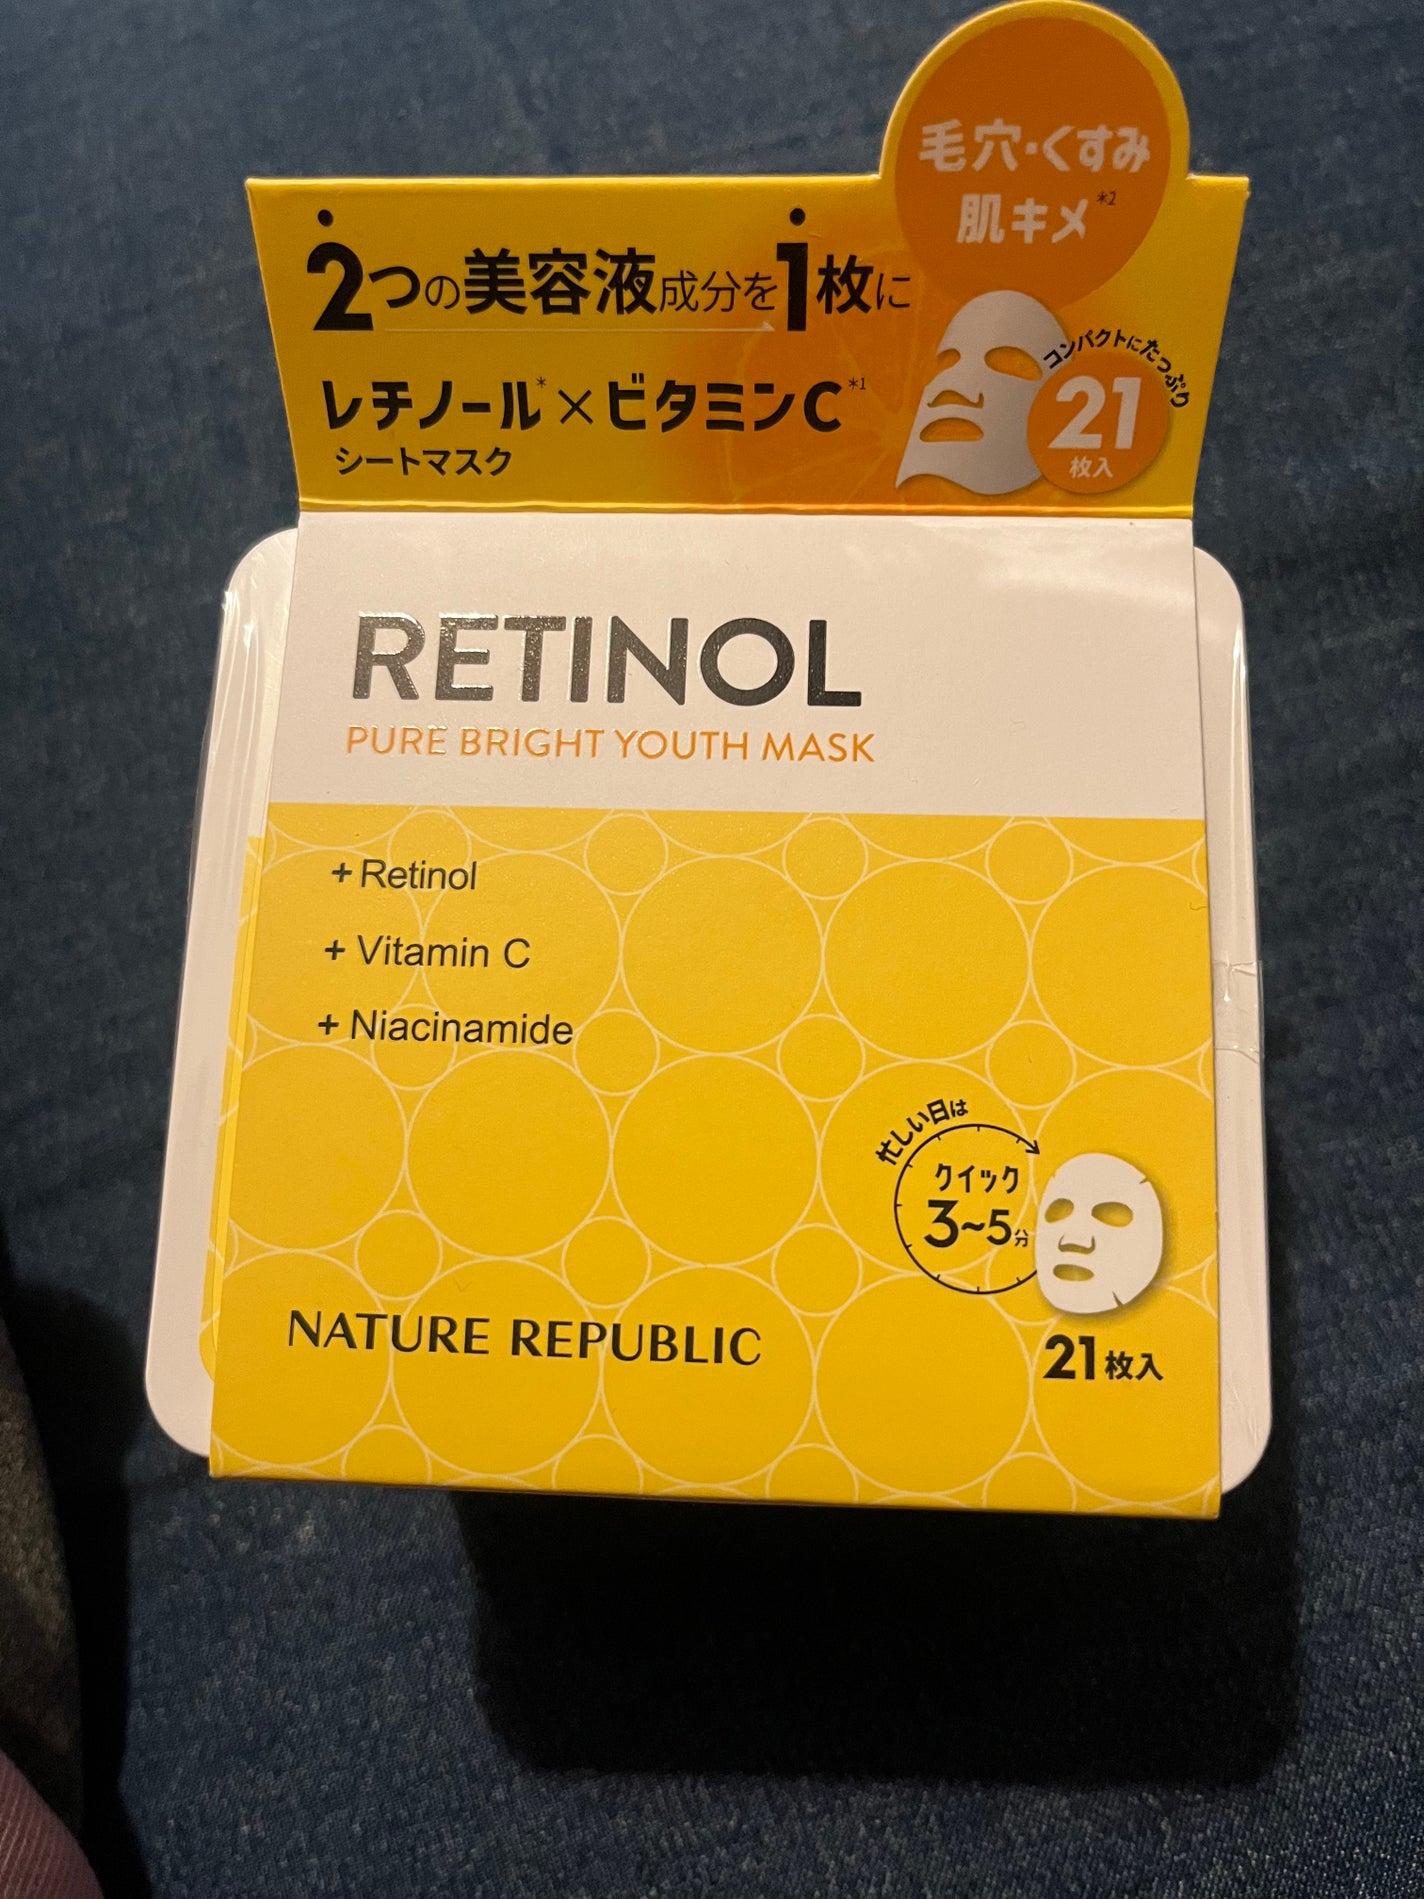 毛穴・くすみ
肌キメ*2
2つの美容液成分を1枚に
レチノール*×ビタミンC*1
シートマスク
コンパクトにたっぷり
21
枚入
RETINOL
PURE BRIGHT YOUTH MASK
+ Retinol
+ Vitamin C
+ Niacinamide
忙しい日は
クイック
3~5分
NATURE REPUBLIC
21枚入